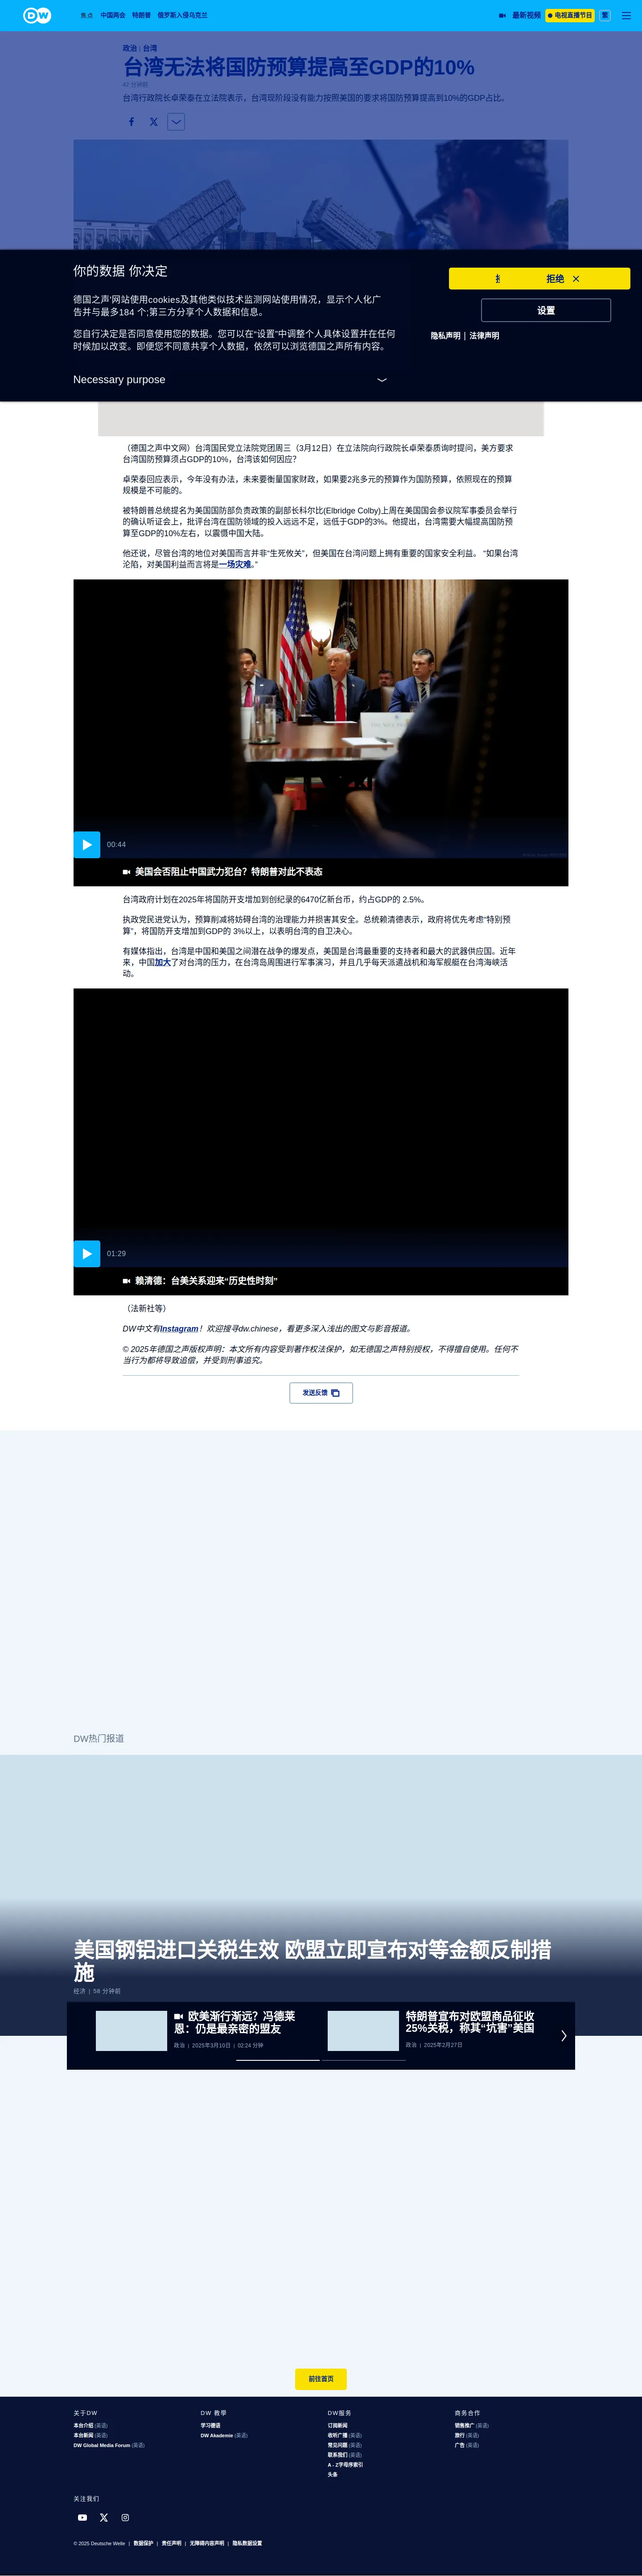 DW
焦点 中国两会 特朗普 俄罗斯入侵乌克兰
最新视频 电视直播节目 繁
政治 | 台湾
台湾无法将国防预算提高至GDP的10%
42 分钟前
台湾行政院长卓荣泰在立法院表示，台湾现阶段没有能力按照美国的要求将国防预算提高到10%的GDP占比。
你的数据 你决定
德国之声'网站使用cookies及其他类似技术监测网站使用情况，显示个人化广
告并与最多184 个;第三方分享个人数据和信息。
您自行决定是否同意使用您的数据。您可以在“设置”中调整个人具体设置并在任何
时候加以改变。即便您不同意共享个人数据，依然可以浏览德国之声所有内容。
Necessary purpose
拒绝
设置
隐私声明 | 法律声明
（德国之声中文网）台湾国民党立法院党团周三（3月12日）在立法院向行政院长卓荣泰质询时提问，美方要求
台湾国防预算须占GDP的10%，台湾该如何因应?
卓荣泰回应表示，今年没有办法，未来要衡量国家财政，如果要2兆多元的预算作为国防预算，依照现在的预算
规模是不可能的。
被特朗普总统提名为美国国防部负责政策的副部长科尔比(Elbridge Colby)上周在美国国会参议院军事委员会举行
的确认听证会上，批评台湾在国防领域的投入远远不足，远低于GDP的3%。他提出，台湾需要大幅提高国防预
算至GDP的10%左右，以震慑中国大陆。
他还说，尽管台湾的地位对美国而言并非“生死攸关”，但美国在台湾问题上拥有重要的国家安全利益。 “如果台湾
沦陷，对美国利益而言将是一场灾难。”
00:44
美国会否阻止中国武力犯台？特朗普对此不表态
台湾政府计划在2025年将国防开支增加到创纪录的6470亿新台币，约占GDP的 2.5%。
执政党民进党认为，预算削减将妨碍台湾的治理能力并损害其安全。总统赖清德表示，政府将优先考虑“特别预
算”，将国防开支增加到GDP的 3%以上，以表明台湾的自卫决心。
有媒体指出，台湾是中国和美国之间潜在战争的爆发点，美国是台湾最重要的支持者和最大的武器供应国。近年
来，中国加大了对台湾的压力，在台湾岛周围进行军事演习，并且几乎每天派遣战机和海军舰艇在台湾海峡活
动。
01:29
赖清德：台美关系迎来“历史性时刻”
（法新社等）
DW中文有Instagram！欢迎搜寻dw.chinese，看更多深入浅出的图文与影音报道。
© 2025年德国之声版权声明：本文所有内容受到著作权法保护，如无德国之声特别授权，不得擅自使用。任何不
当行为都将导致追偿，并受到刑事追究。
发送反馈
DW热门报道
美国钢铝进口关税生效 欧盟立即宣布对等金额反制措
施
经济 | 58 分钟前
欧美渐行渐远？冯德莱
恩：仍是最亲密的盟友
政治 | 2025年3月10日 | 02:24 分钟
特朗普宣布对欧盟商品征收
25%关税，称其“坑害”美国
政治 | 2025年2月27日
前往首页
关于DW
本台介绍 (英语)
本台新闻 (英语)
DW Global Media Forum (英语)
DW 教學
学习德语
DW Akademie (英语)
DW服务
订阅新闻
收听广播 (英语)
常见问题 (英语)
联系我们 (英语)
A - Z字母序索引
头条
商务合作
销售推广 (英语)
旅行 (英语)
广告 (英语)
关注我们
© 2025 Deutsche Welle | 数据保护 | 责任声明 | 无障碍内容声明 | 隐私数据设置